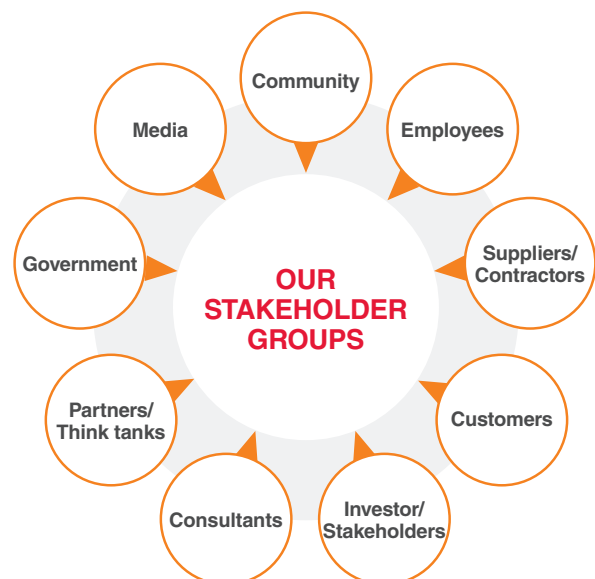 Community
Employees
Suppliers/
Contractors
Customers
Investor/
Stakeholders
Consultants
Partners/
Think tanks
Government
Media
OUR
STAKEHOLDER
GROUPS